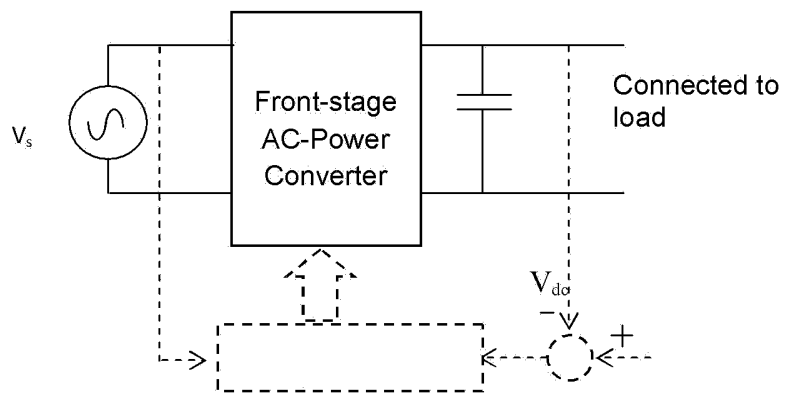 Front-stage
AC-Power
Converter
Connected to
load
Vs
Vdc
−
+